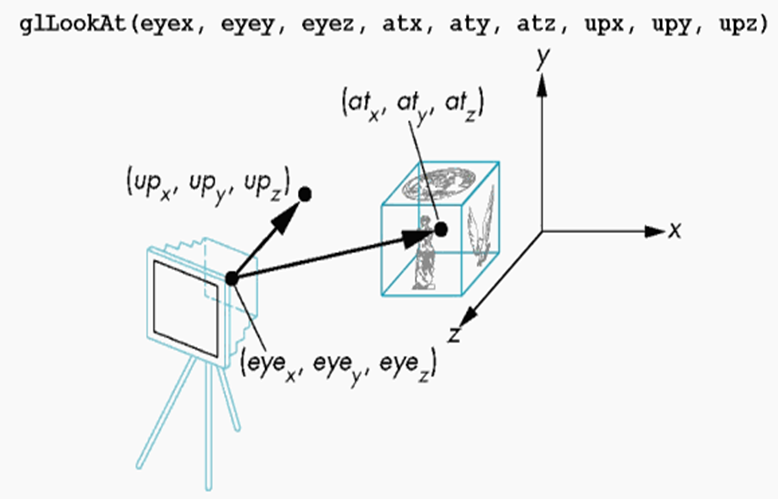 glLookAt(eyex, eyey, eyez, atx, aty, atz, upx, upy, upz)
y
(at_x, at_y, at_z)
(up_x, up_y, up_z)
x
z
(eye_x, eye_y, eye_z)